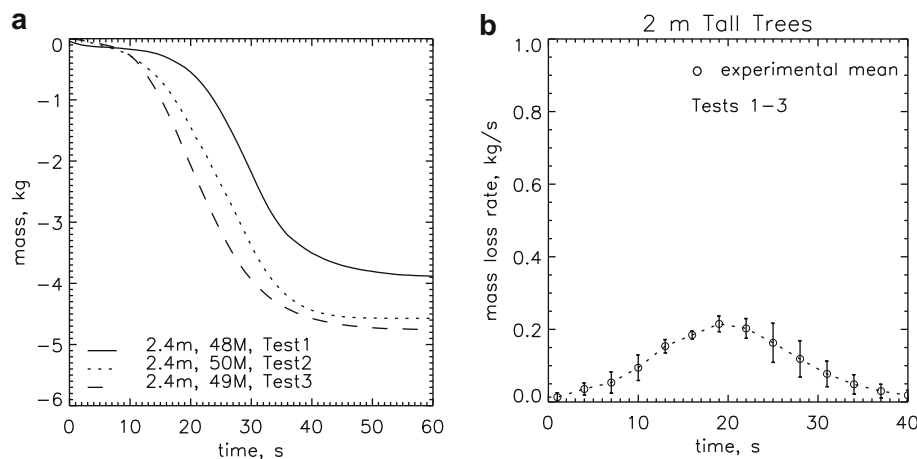 a
0
−1
−2
−3
−4
−5
−6
mass, kg
2.4m, 48M, Test1
2.4m, 50M, Test2
2.4m, 49M, Test3
0 10 20 30 40 50 60
time, s
b
2 m Tall Trees
1.0
0.8
0.6
0.4
0.2
0.0
mass loss rate, kg/s
experimental mean
Tests 1−3
0 10 20 30 40
time, s